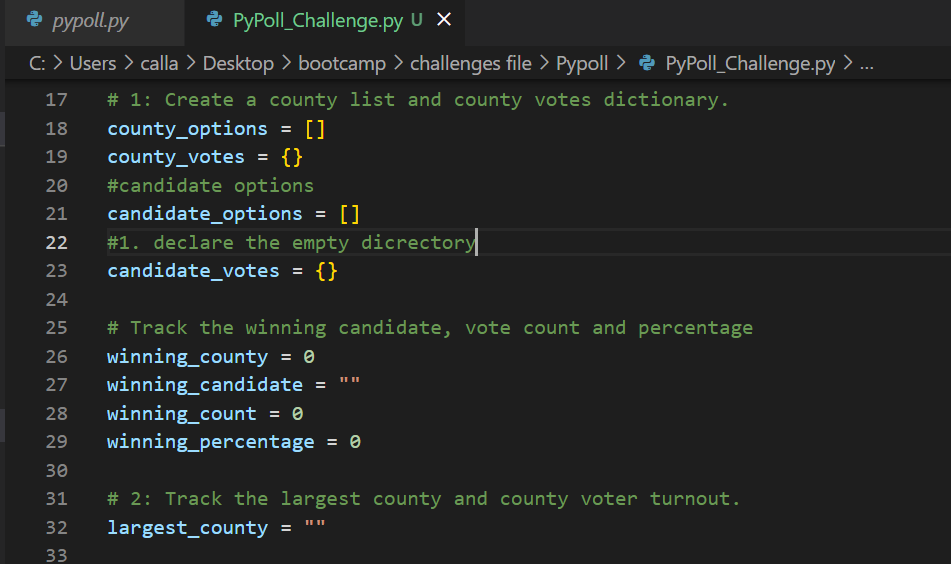 pypoll.py
PyPoll_Challenge.py U
C: > Users > calla > Desktop > bootcamp > challenges file > Pypoll > PyPoll_Challenge.py > ...
17 # 1: Create a county list and county votes dictionary.
18 county_options = []
19 county_votes = {}
20 #candidate options
21 candidate_options = []
22 #1. declare the empty dicrectory
23 candidate_votes = {}
24
25 # Track the winning candidate, vote count and percentage
26 winning_county = 0
27 winning_candidate = ""
28 winning_count = 0
29 winning_percentage = 0
30
31 # 2: Track the largest county and county voter turnout.
32 largest_county = ""
33